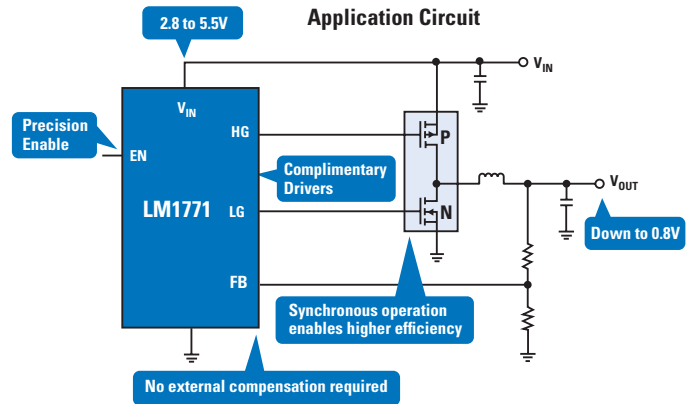 Application Circuit
2.8 to 5.5V
VIN
VIN
Precision
Enable
HG
P
EN
Complimentary
Drivers
LM1771
LG
N
VOUT
Down to 0.8V
FB
Synchronous operation
enables higher efficiency
No external compensation required